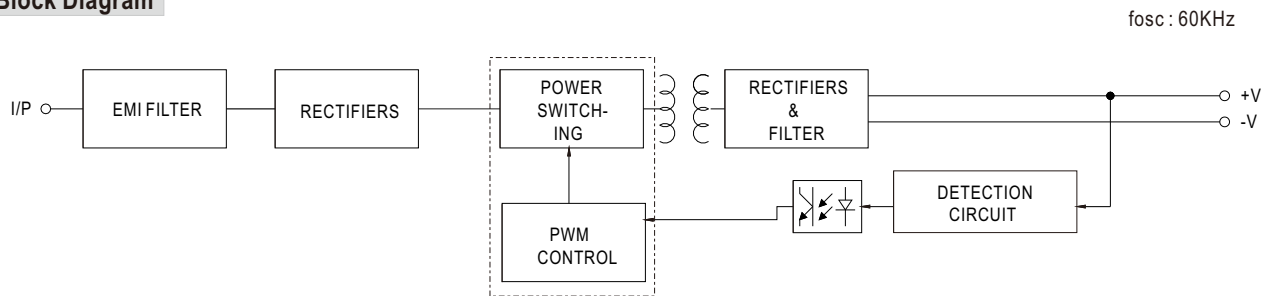 Block Diagram
fosc : 60KHz
I/P
EMI FILTER
RECTIFIERS
POWER
SWITCH-
ING
RECTIFIERS
&
FILTER
+V
-V
DETECTION
CIRCUIT
PWM
CONTROL